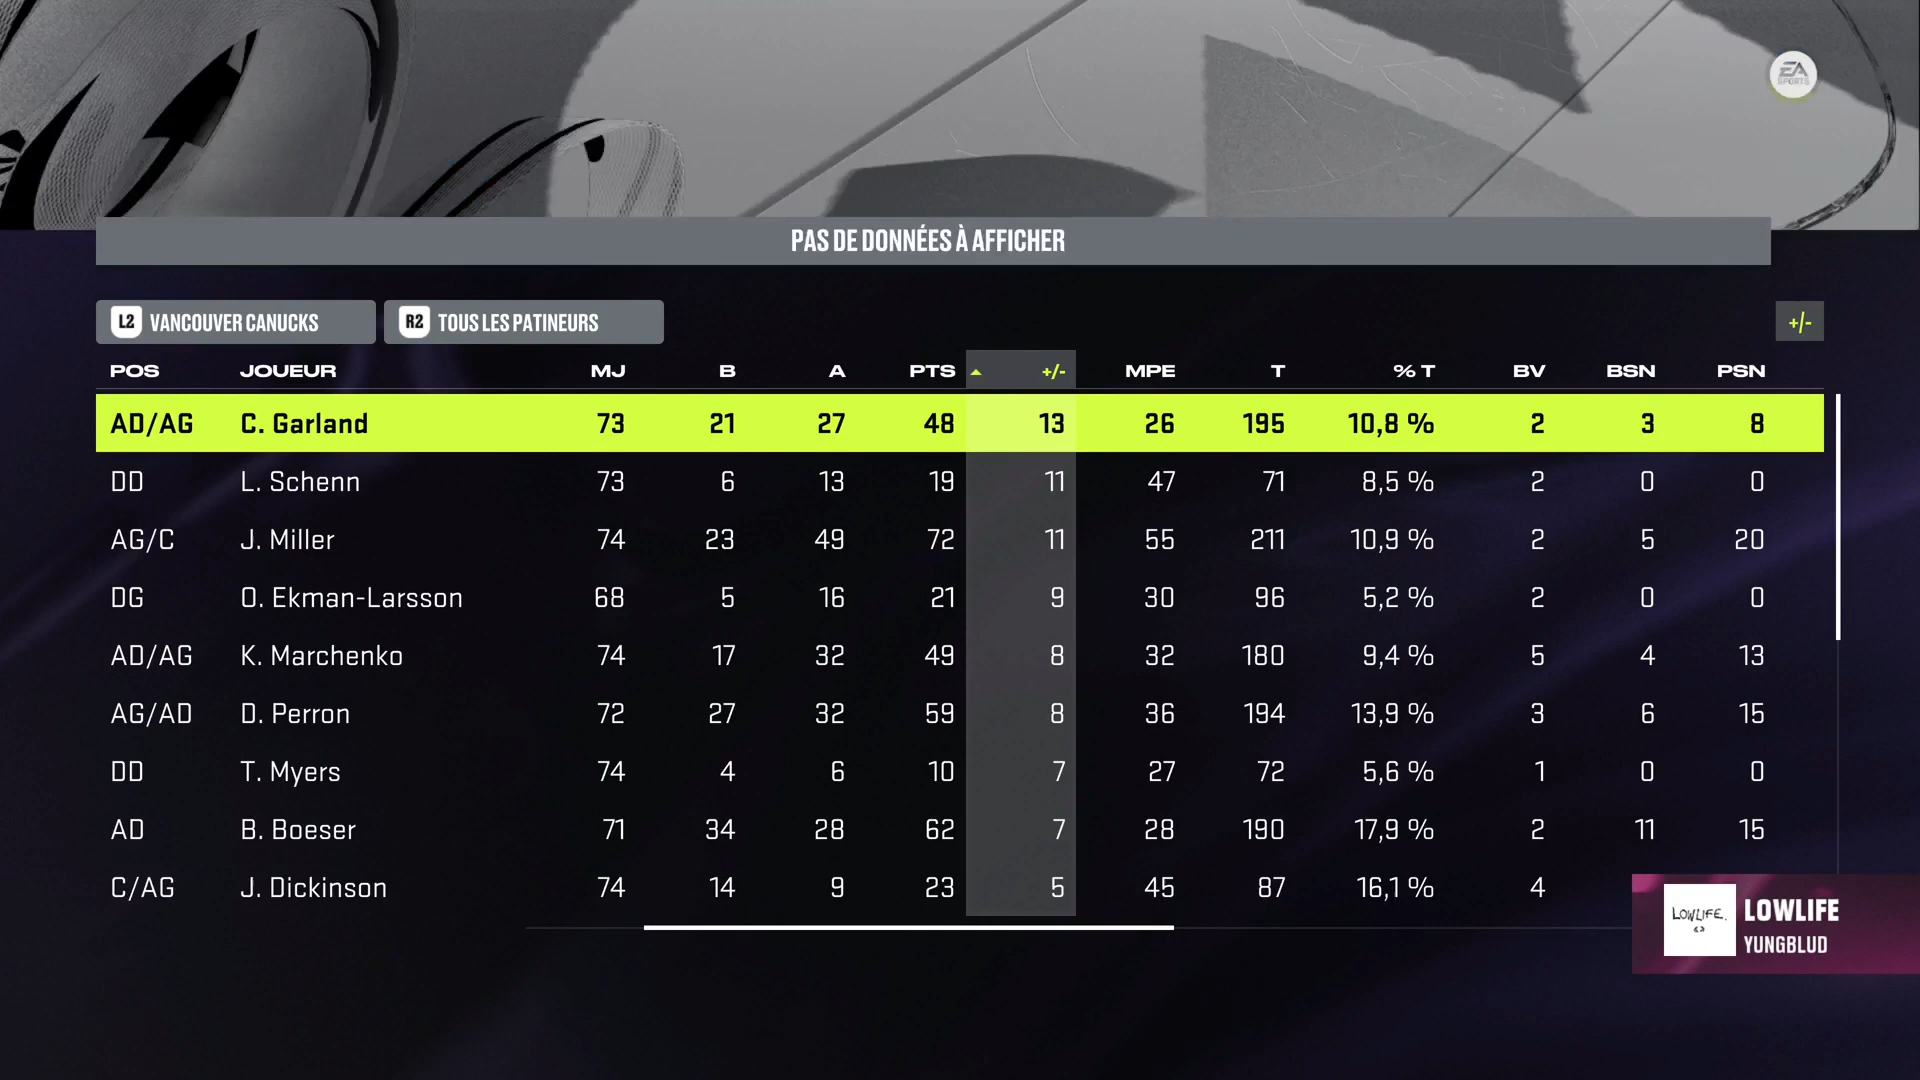 EA SPORTS
PAS DE DONNÉES À AFFICHER
L2 VANCOUVER CANUCKS R2 TOUS LES PATINEURS +/-
POS JOUEUR MJ B A PTS +/- MPE T % T BV BSN PSN
AD/AG C. Garland 73 21 27 48 13 26 195 10,8 % 2 3 8
DD L. Schenn 73 6 13 19 11 47 71 8,5 % 2 0 0
AG/C J. Miller 74 23 49 72 11 55 211 10,9 % 2 5 20
DG O. Ekman-Larsson 68 5 16 21 9 30 96 5,2 % 2 0 0
AD/AG K. Marchenko 74 17 32 49 8 32 180 9,4 % 5 4 13
AG/AD D. Perron 72 27 32 59 8 36 194 13,9 % 3 6 15
DD T. Myers 74 4 6 10 7 27 72 5,6 % 1 0 0
AD B. Boeser 71 34 28 62 7 28 190 17,9 % 2 11 15
C/AG J. Dickinson 74 14 9 23 5 45 87 16,1 % 4
LOWLIFE.
LOWLIFE
YUNGBLUD